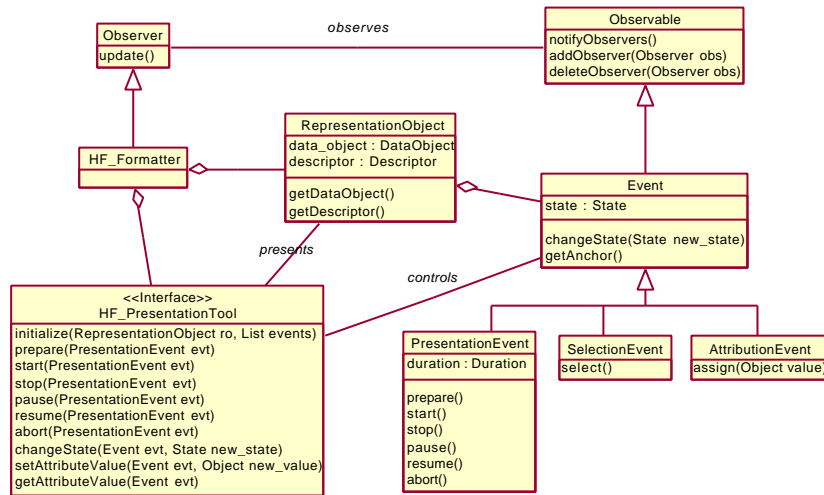 Observer
update()
observes
Observable
notifyObservers()
addObserver(Observer obs)
deleteObserver(Observer obs)
HF_Formatter
RepresentationObject
data_object : DataObject
descriptor : Descriptor
getDataObject()
getDescriptor()
Event
state : State
changeState(State new_state)
getAnchor()
presents
controls
<<Interface>>
HF_PresentationTool
initialize(RepresentationObject ro, List events)
prepare(PresentationEvent evt)
start(PresentationEvent evt)
stop(PresentationEvent evt)
pause(PresentationEvent evt)
resume(PresentationEvent evt)
abort(PresentationEvent evt)
changeState(Event evt, State new_state)
setAttributeValue(Event evt, Object new_value)
getAttributeValue(Event evt)
PresentationEvent
duration : Duration
prepare()
start()
stop()
pause()
resume()
abort()
SelectionEvent
select()
AttributionEvent
assign(Object value)